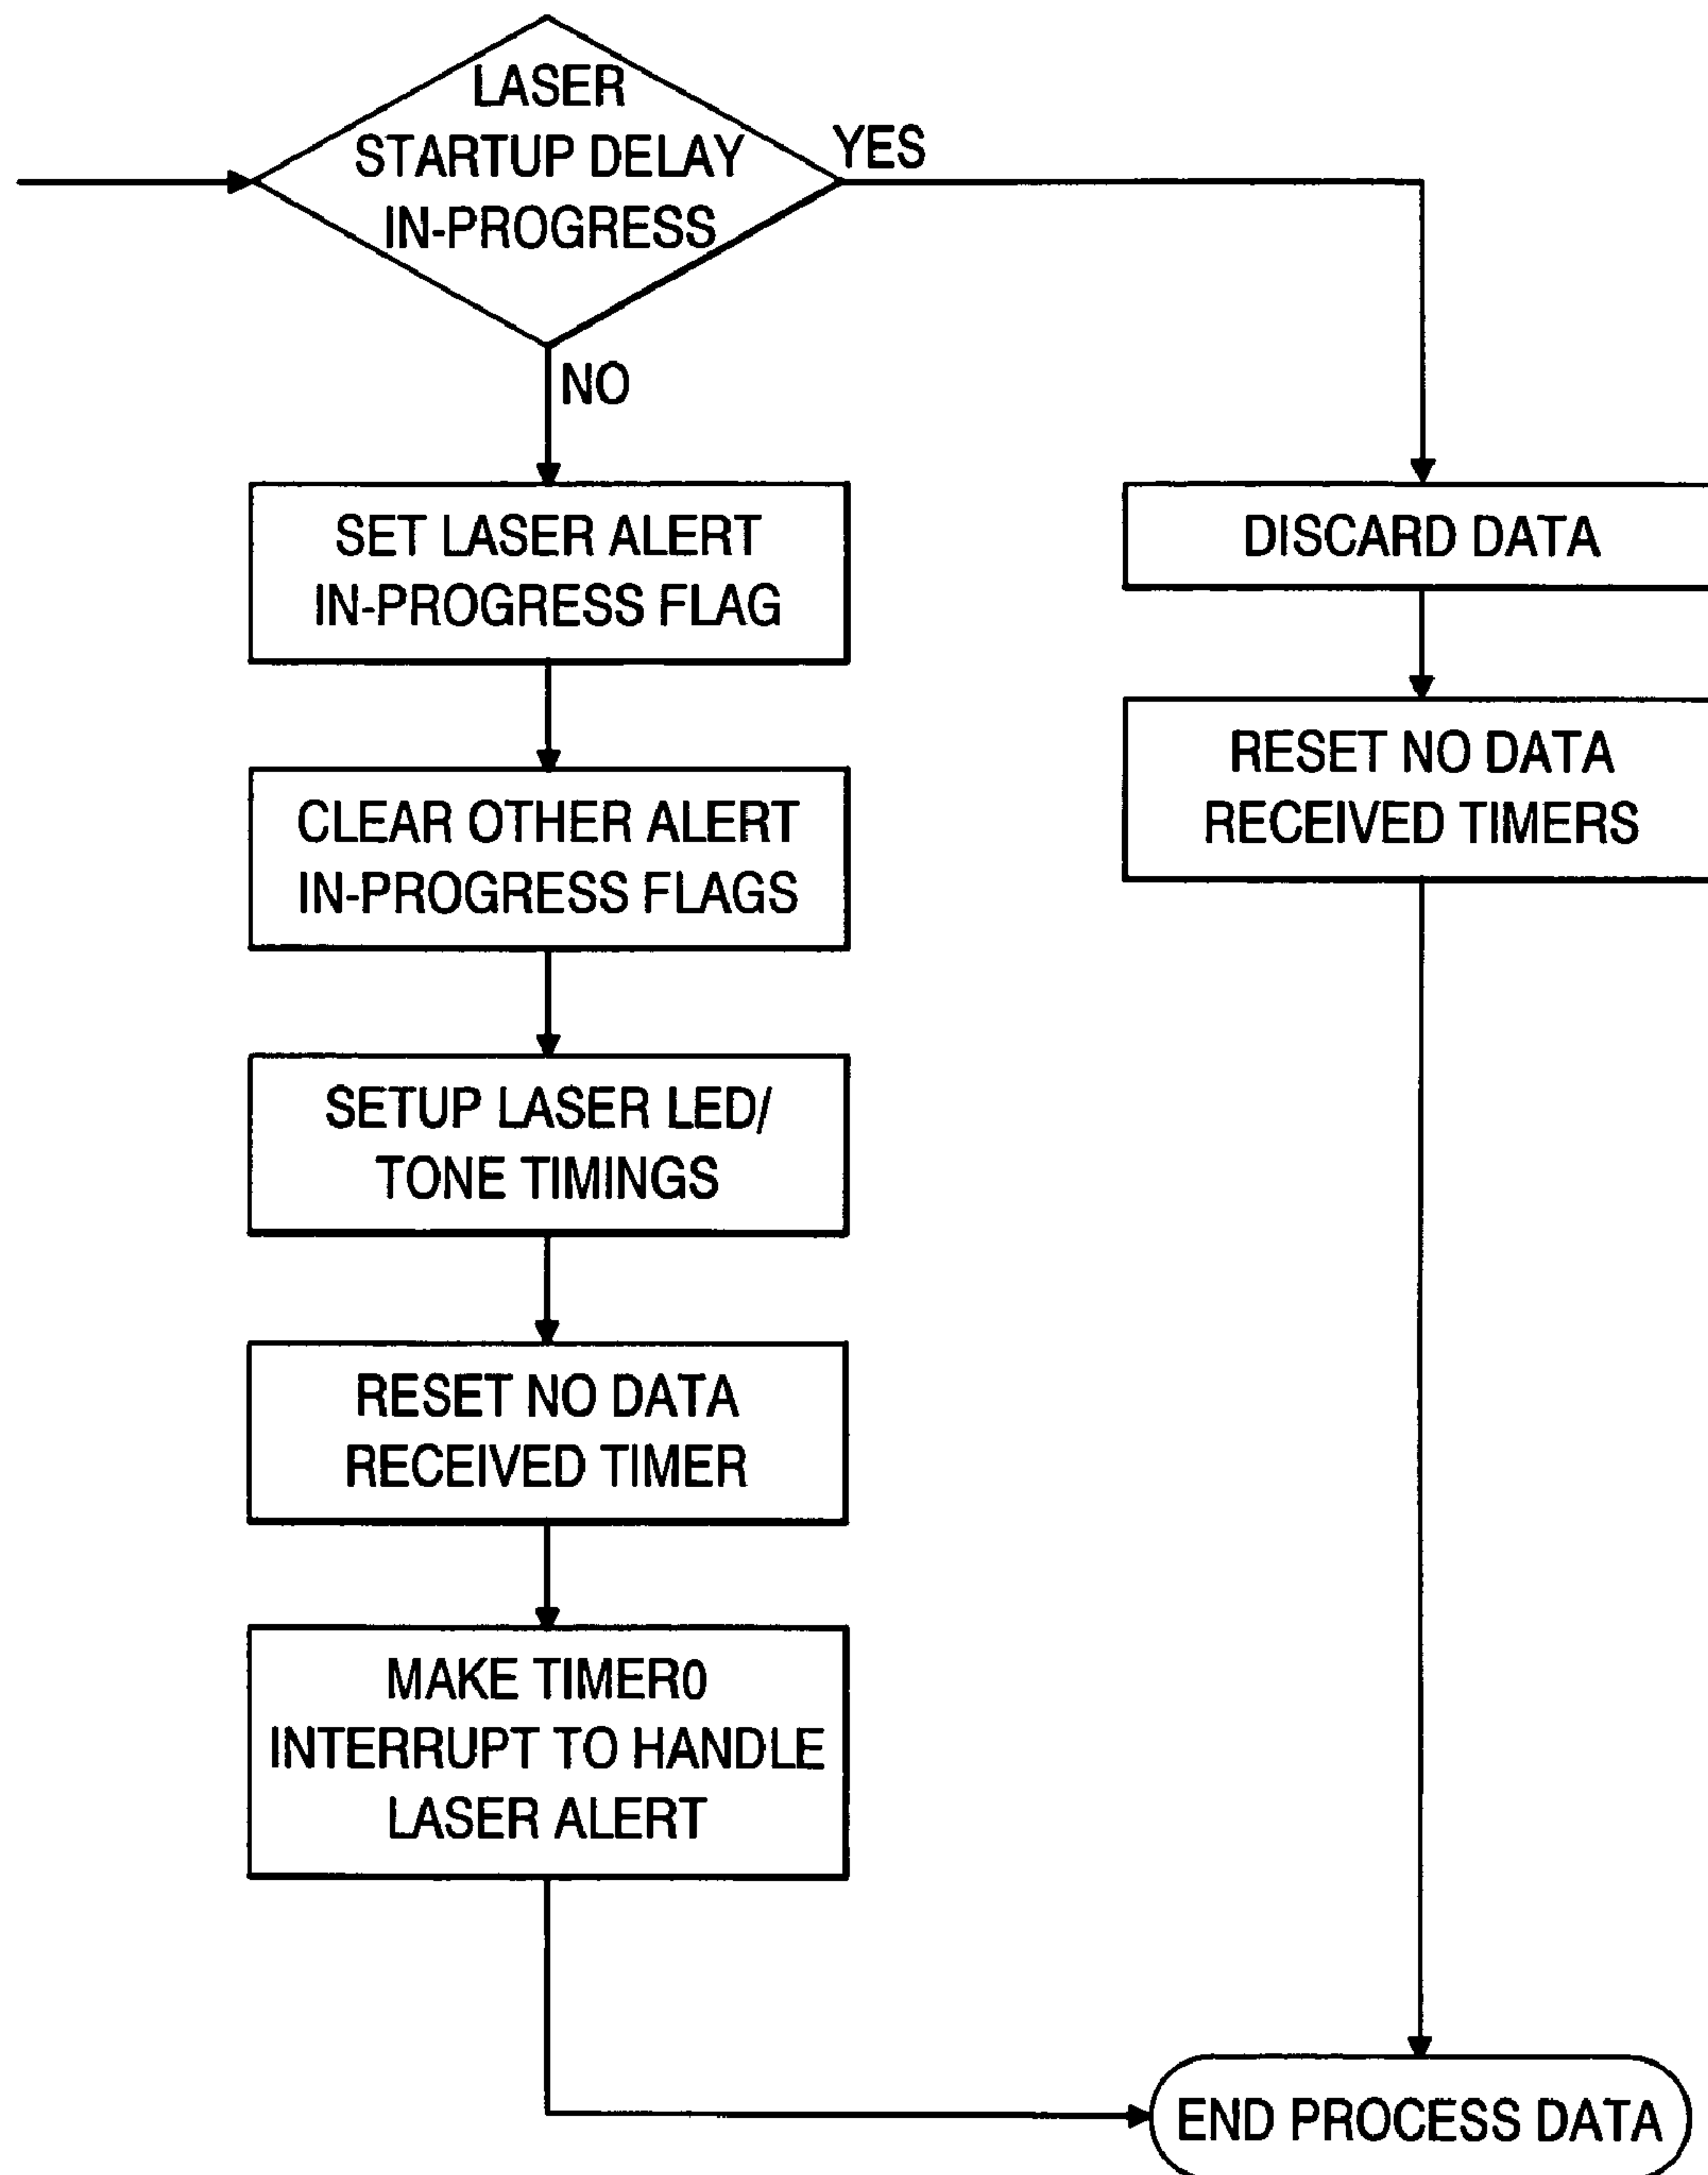 LASER
STARTUP DELAY
IN-PROGRESS
YES
NO
SET LASER ALERT
IN-PROGRESS FLAG
CLEAR OTHER ALERT
IN-PROGRESS FLAGS
SETUP LASER LED/
TONE TIMINGS
RESET NO DATA
RECEIVED TIMER
MAKE TIMER0
INTERRUPT TO HANDLE
LASER ALERT
DISCARD DATA
RESET NO DATA
RECEIVED TIMERS
END PROCESS DATA